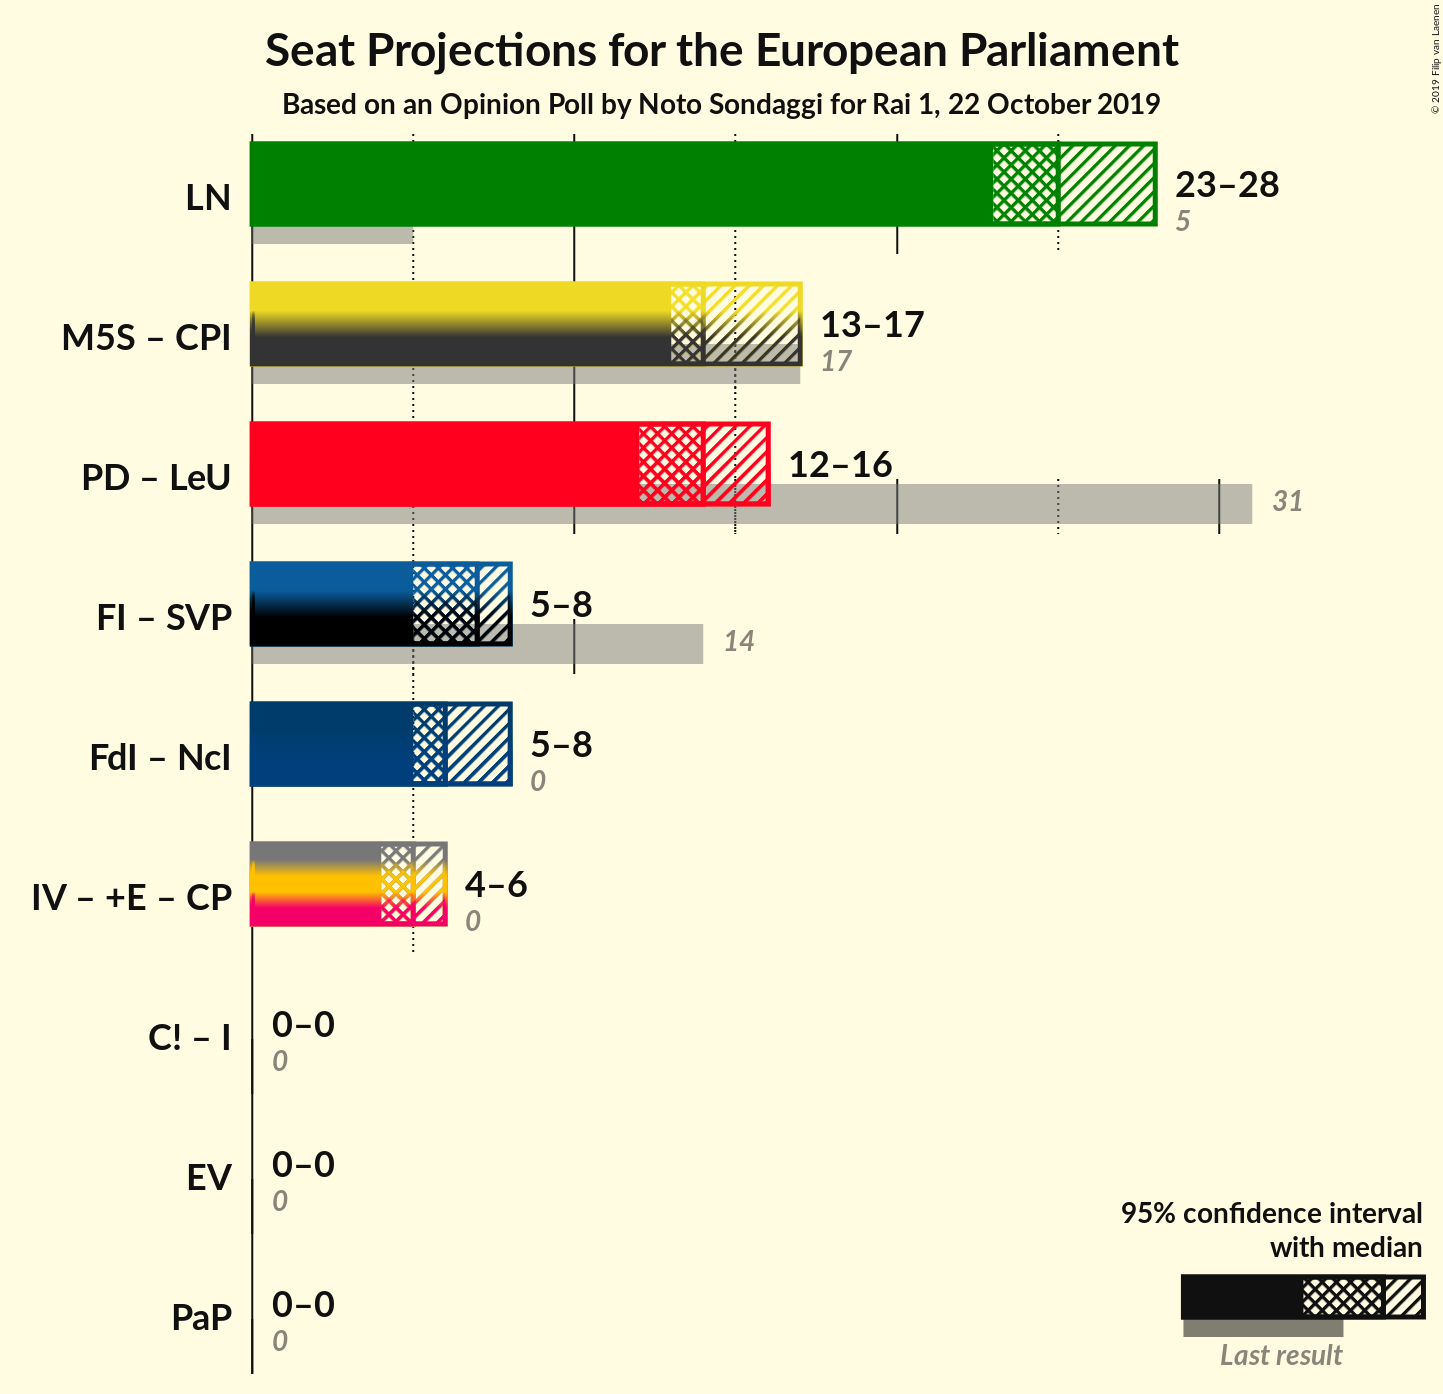 Seat Projections for the European Parliament
Based on an Opinion Poll by Noto Sondaggi for Rai 1, 22 October 2019
© 2019 Filip van Laenen
LN
23–28
5
M5S – CPI
13–17
17
PD – LeU
12–16
31
FI – SVP
5–8
14
FdI – NcI
5–8
0
IV – +E – CP
4–6
0
C! – I
0–0
0
EV
0–0
0
PaP
0–0
0
95% confidence interval
with median
Last result